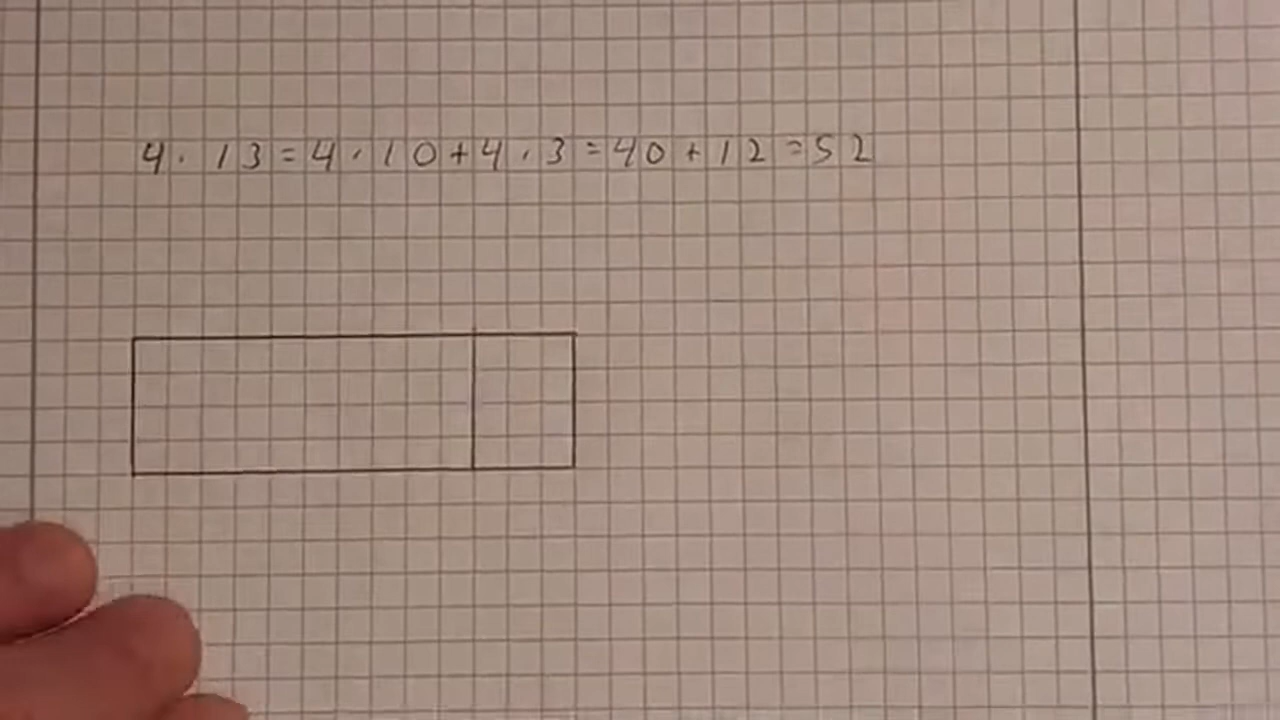 4 · 13 = 4 · 10 + 4 · 3 = 40 + 12 = 52